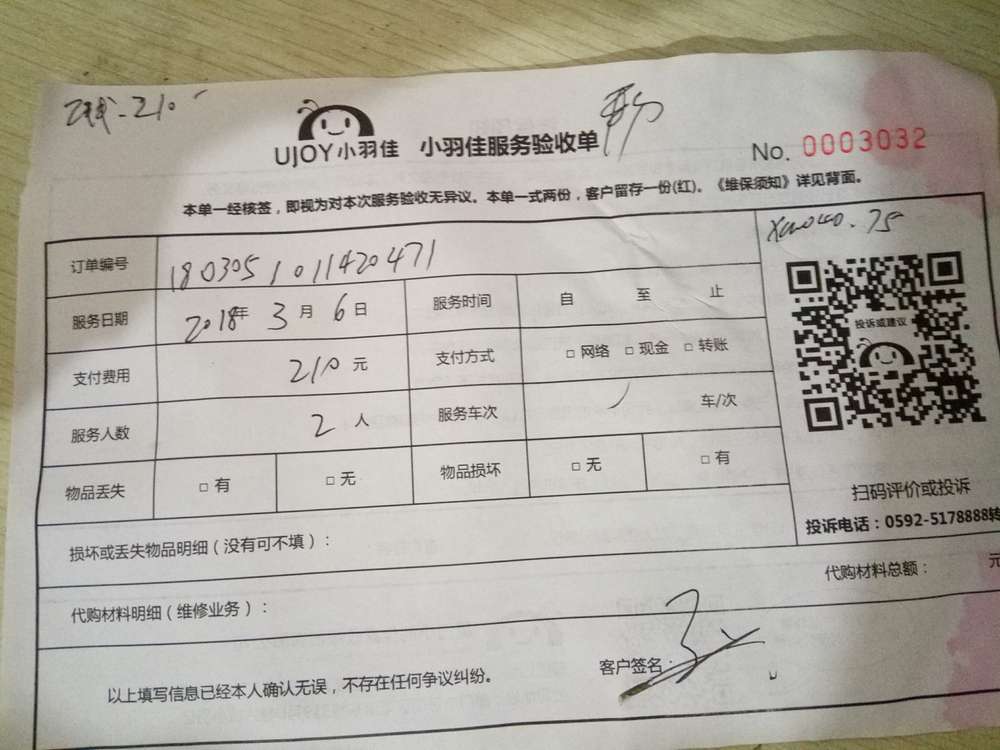 UJOY小羽佳 小羽佳服务验收单
No. 0003032
本单一经核签，即视为对本次服务验收无异议。本单一式两份，客户留存一份(红)。《维保须知》详见背面。
订单编号 1803051011420471
服务日期 2018年 3月 6日 服务时间 自 至 止
支付费用 210 元 支付方式 □ 网络 □ 现金 □ 转账
服务人数 2 人 服务车次 车/次
物品丢失 □ 有 □ 无 物品损坏 □ 无 □ 有
投诉或建议
扫码评价或投诉
投诉电话：0592-5178888转
损坏或丢失物品明细（没有可不填）：
代购材料明细（维修业务）： 代购材料总额： 元
以上填写信息已经本人确认无误，不存在任何争议纠纷。 客户签名：